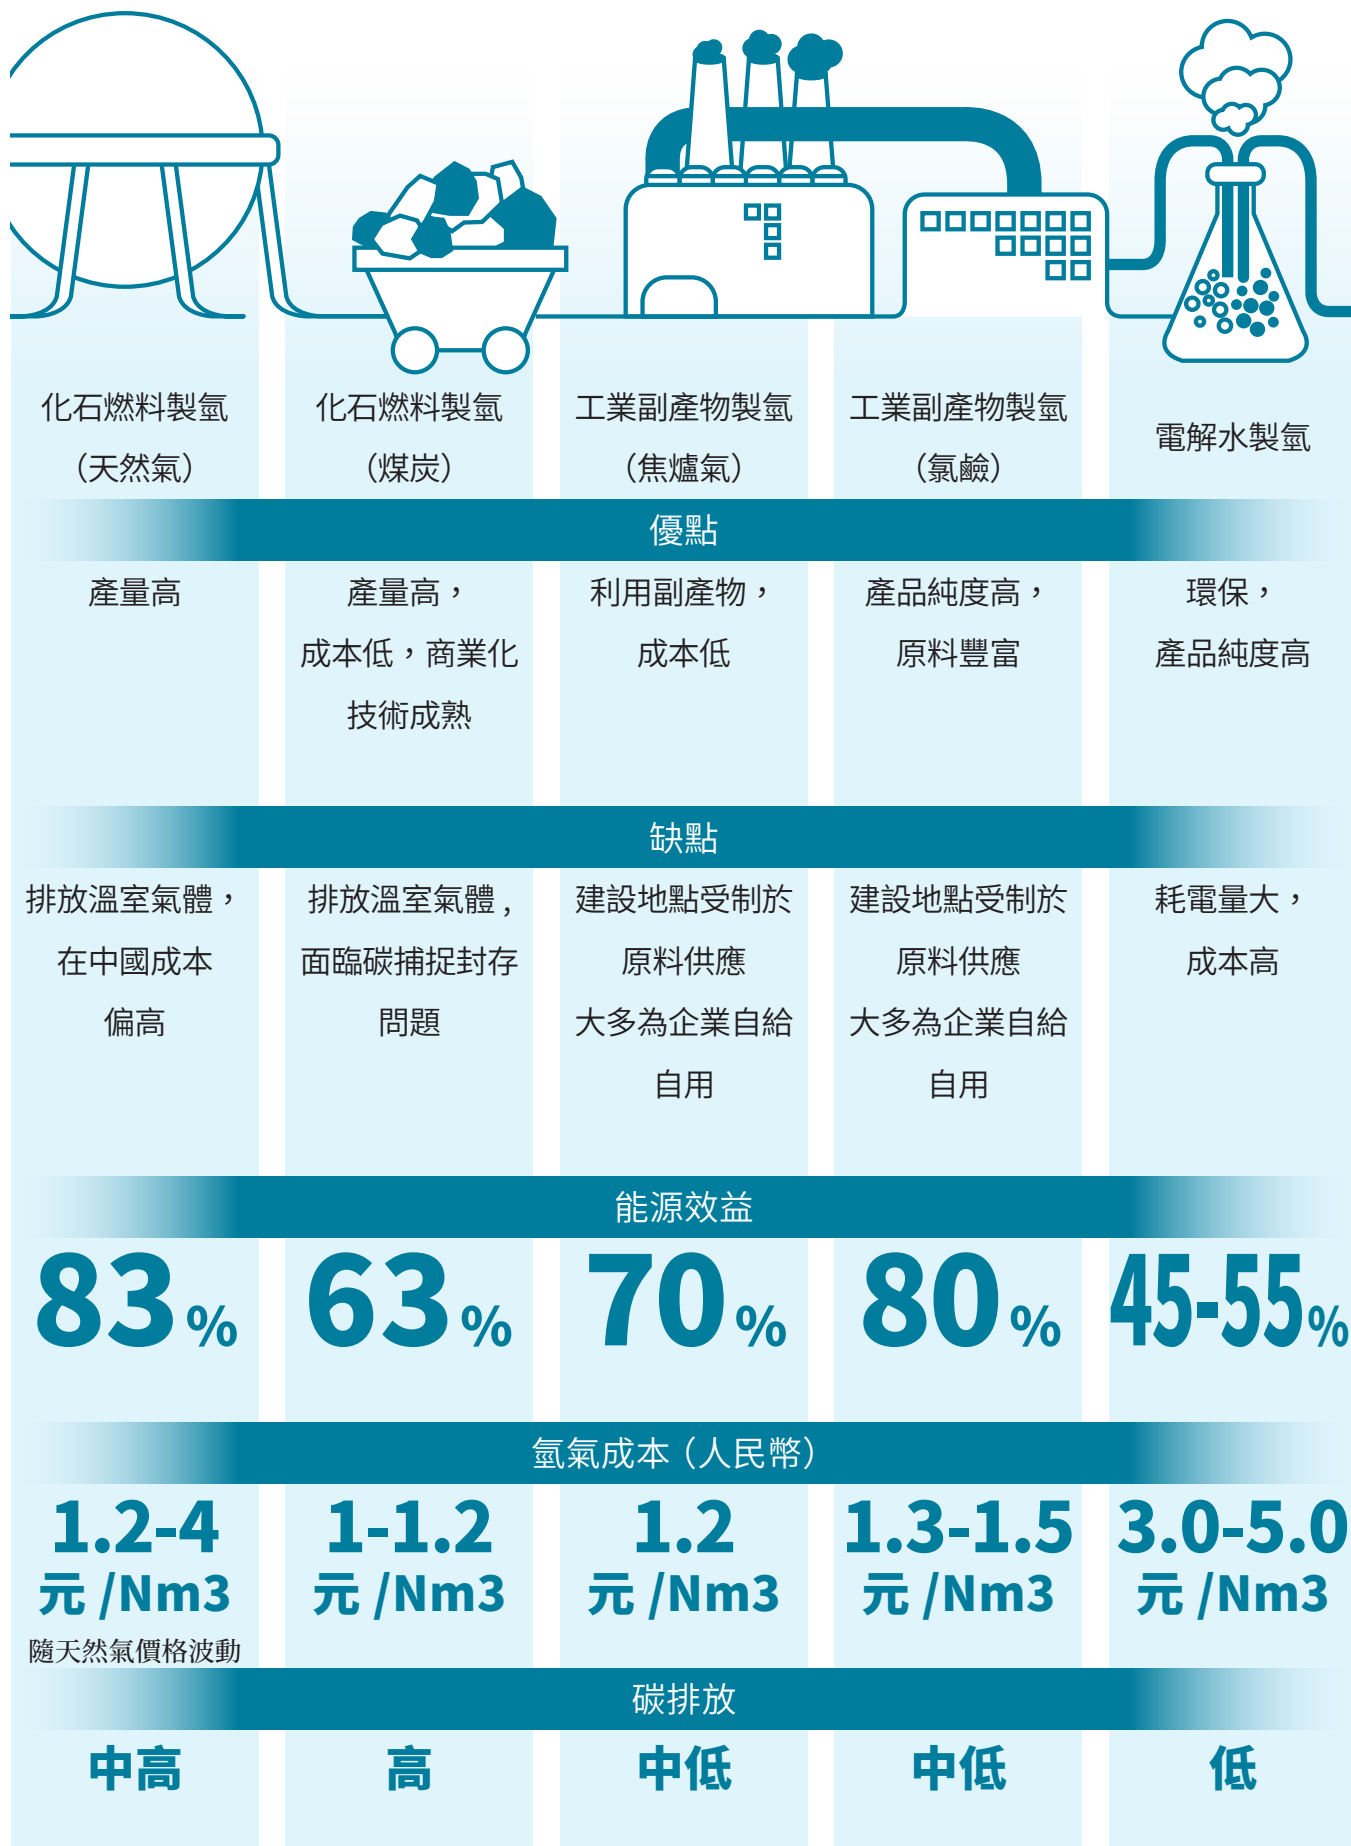 化石燃料製氫
（天然氣）
化石燃料製氫
（煤炭）
工業副產物製氫
（焦爐氣）
工業副產物製氫
（氯鹼）
電解水製氫
優點
產量高
產量高，
成本低，商業化
技術成熟
利用副產物，
成本低
產品純度高，
原料豐富
環保，
產品純度高
缺點
排放溫室氣體，
在中國成本
偏高
排放溫室氣體 ,
面臨碳捕捉封存
問題
建設地點受制於
原料供應
大多為企業自給
自用
建設地點受制於
原料供應
大多為企業自給
自用
耗電量大，
成本高
能源效益
83%
63%
70%
80%
45-55%
氫氣成本（人民幣）
1.2-4
元 /Nm3
隨天然氣價格波動
1-1.2
元 /Nm3
1.2
元 /Nm3
1.3-1.5
元 /Nm3
3.0-5.0
元 /Nm3
碳排放
中高
高
中低
中低
低